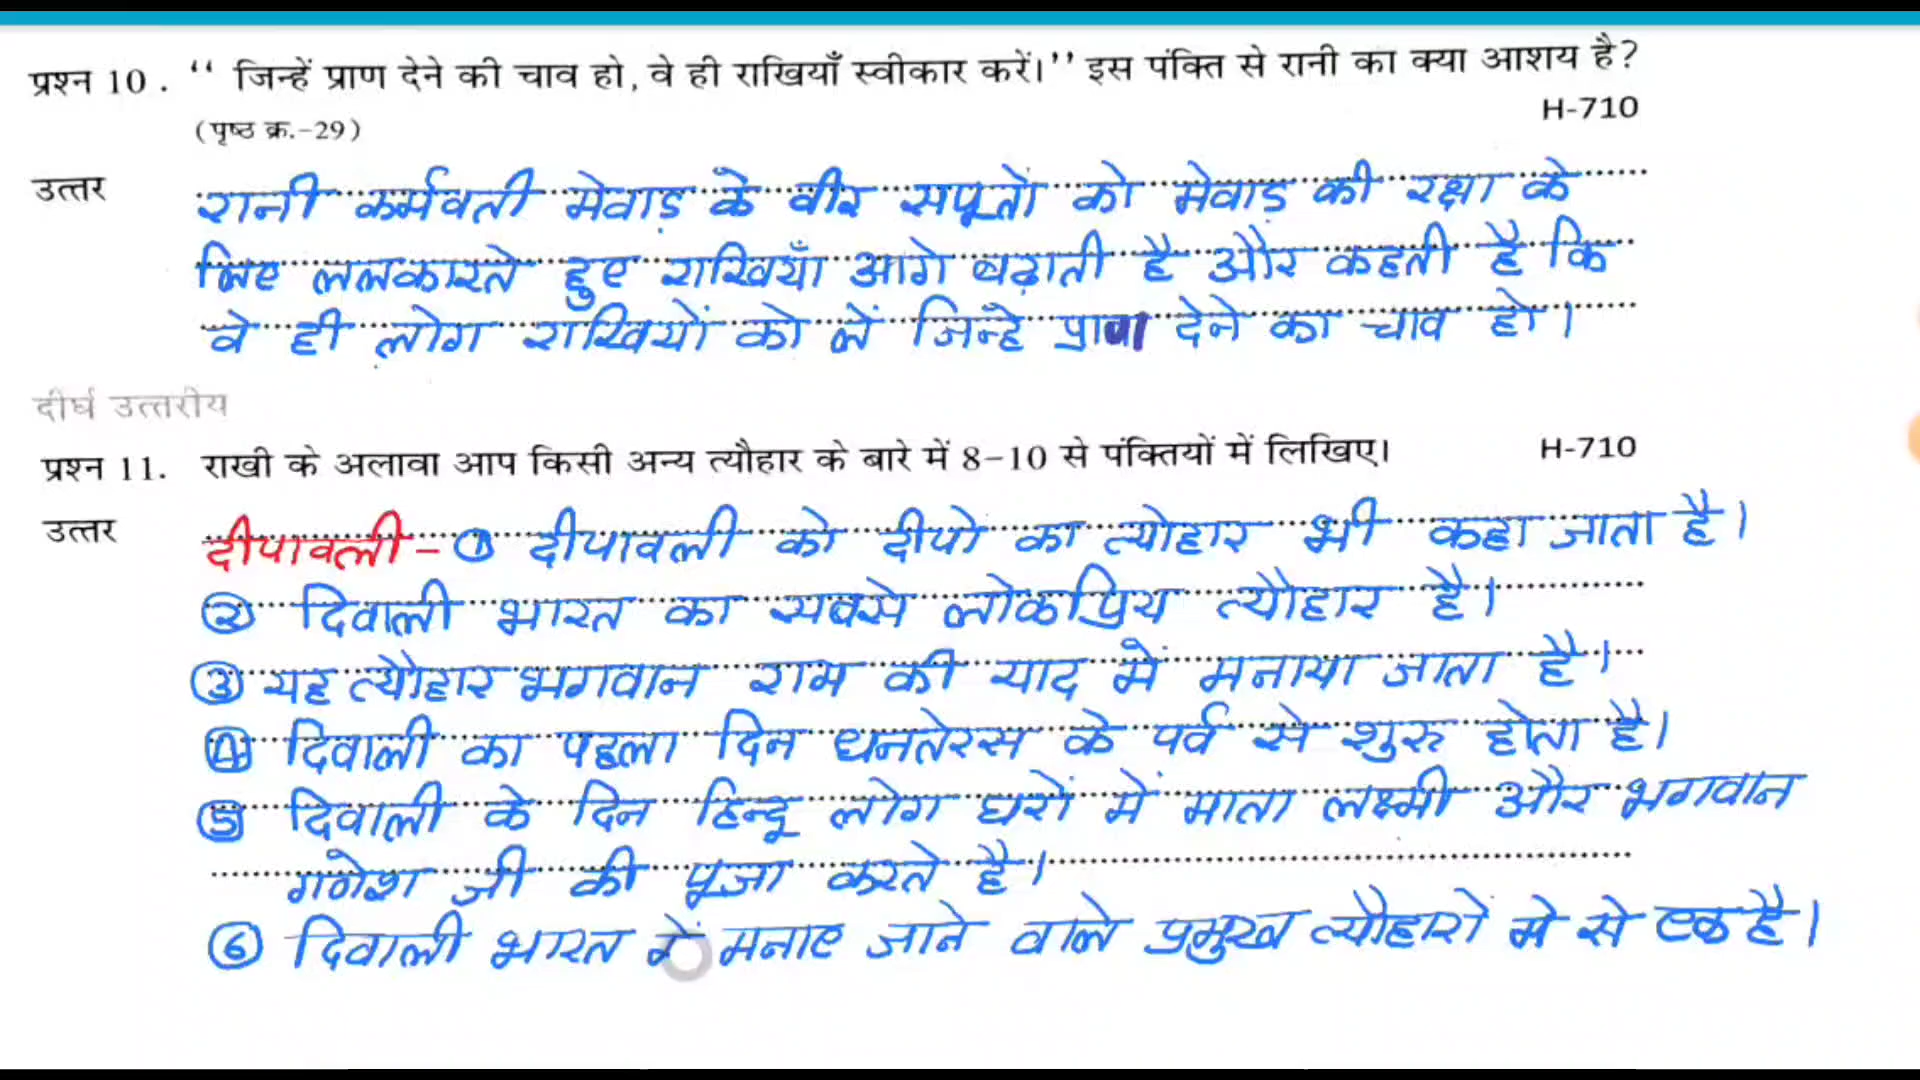 प्रश्न 10 . “ जिन्हें प्राण देने की चाव हो, वे ही राखियाँ स्वीकार करें।” इस पंक्ति से रानी का क्या आशय है?
(पृष्ठ क्र.-29) H-710
उत्तर रानी कर्मवती मेवाड़ के वीर सपूतों को मेवाड़ की रक्षा के
लिए ललकारते हुए राखियाँ आगे बढ़ाती है और कहती है कि
वे ही लोग राखियों को लें जिन्हे प्राण देने का चाव हो।
दीर्घ उत्तरीय
प्रश्न 11. राखी के अलावा आप किसी अन्य त्यौहार के बारे में 8-10 से पंक्तियों में लिखिए। H-710
उत्तर दीपावली - ① दीपावली को दीपो का त्योहार भी कहा जाता है।
② दिवाली भारत का सबसे लोकप्रिय त्यौहार है।
③ यह त्यौहार भगवान राम की याद में मनाया जाता है।
④ दिवाली का पहला दिन धनतेरस के पर्व से शुरु होता है।
⑤ दिवाली के दिन हिन्दू लोग घरों में माता लक्ष्मी और भगवान
गणेश जी की पूजा करते है।
⑥ दिवाली भारत में मनाए जाने वाले प्रमुख त्यौहारों मे से एक है।